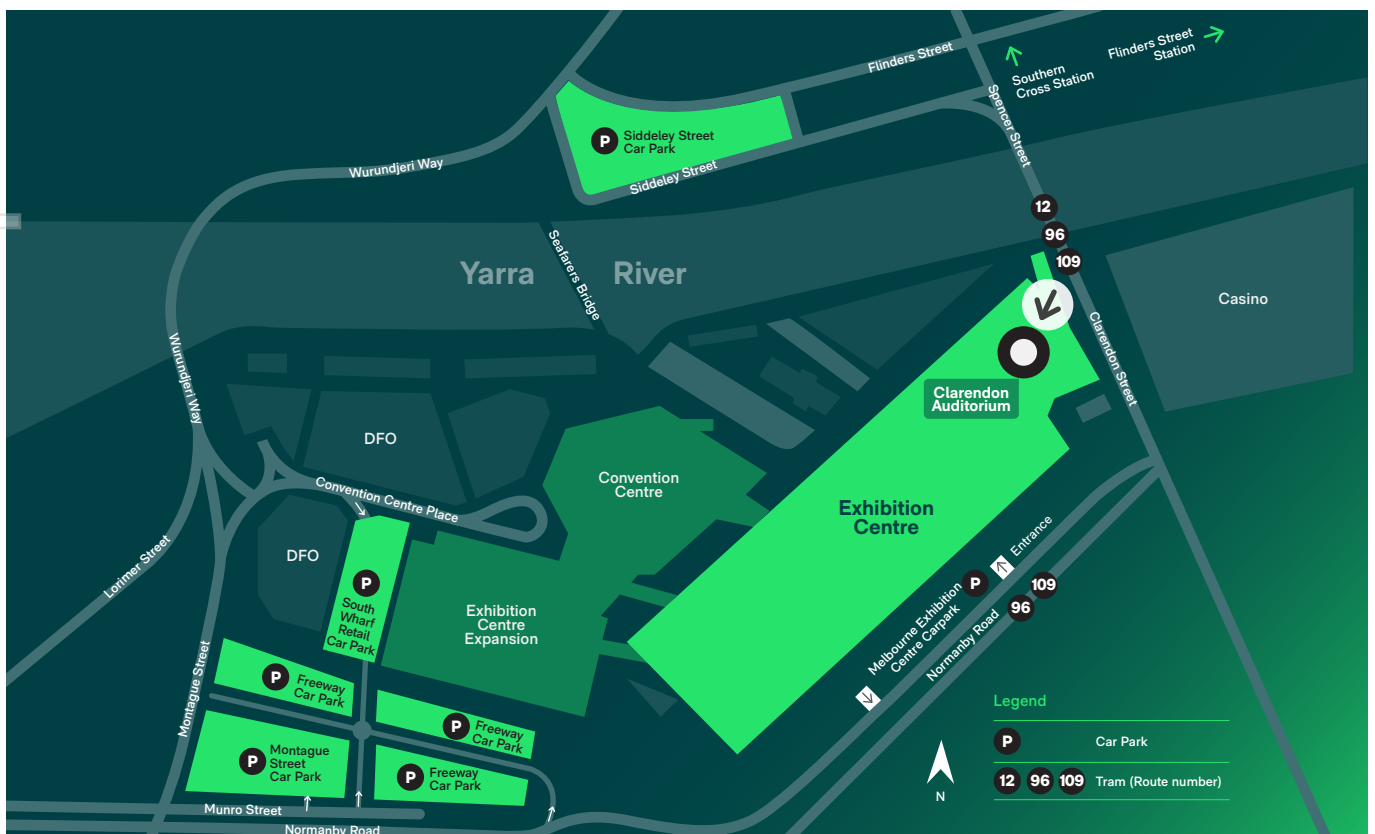 Flinders Street
Flinders Street
Station
Southern
Cross Station
Spencer Street
P
Siddeley Street
Car Park
Siddeley Street
Wurundjeri Way
12
96
109
Yarra River
Seafarers Bridge
Casino
Clarendon Street
Wurundjeri Way
Clarendon
Auditorium
DFO
Convention
Centre
Convention Centre Place
Exhibition
Centre
DFO
Lorimer Street
P
South
Wharf
Retail
Car Park
Exhibition
Centre
Expansion
Entrance
P
Melbourne Exhibition
Centre Carpark
109
96
Normanby Road
Montague Street
P
Freeway
Car Park
P
Freeway
Car Park
P
Montague
Street
Car Park
P
Freeway
Car Park
Munro Street
Normanby Road
N
Legend
P Car Park
12 96 109 Tram (Route number)